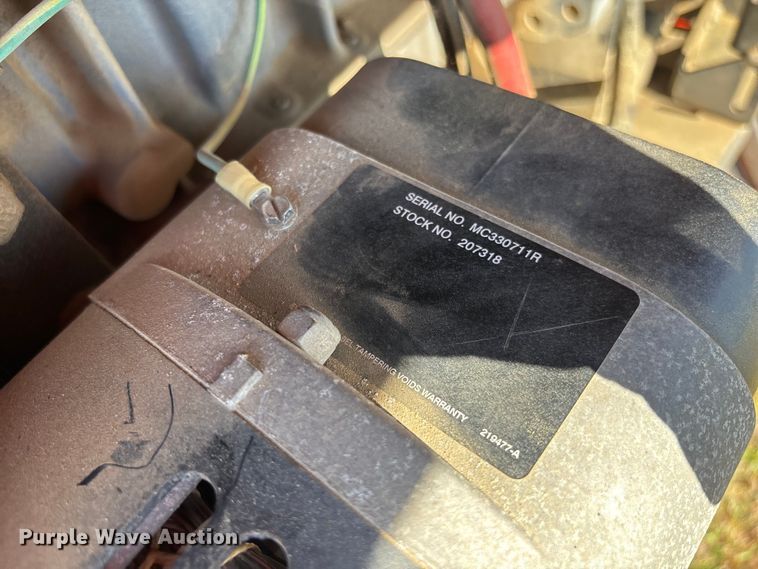 SERIAL NO. MC330711R
STOCK NO. 207318
TAMPERING VOIDS WARRANTY
219477-A
Purple Wave Auction